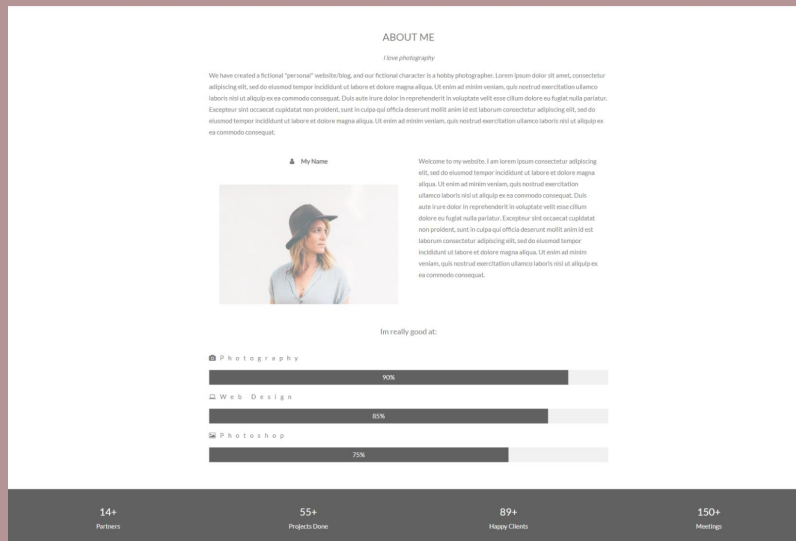 ABOUT ME
I love photography
We have created a fictional "personal" website/blog, and our fictional character is a hobby photographer. Lorem ipsum dolor sit amet, consectetur
adipiscing elit, sed do eiusmod tempor incididunt ut labore et dolore magna aliqua. Ut enim ad minim veniam, quis nostrud exercitation ullamco
laboris nisi ut aliquip ex ea commodo consequat. Duis aute irure dolor in reprehenderit in voluptate velit esse cillum dolore eu fugiat nulla pariatur.
Excepteur sint occaecat cupidatat non proident, sunt in culpa qui officia deserunt mollit anim id est laborum consectetur adipiscing elit, sed do
eiusmod tempor incididunt ut labore et dolore magna aliqua. Ut enim ad minim veniam, quis nostrud exercitation ullamco laboris nisi ut aliquip ex
ea commodo consequat.
My Name
Welcome to my website. I am lorem ipsum consectetur adipiscing
elit, sed do eiusmod tempor incididunt ut labore et dolore magna
aliqua. Ut enim ad minim veniam, quis nostrud exercitation
ullamco laboris nisi ut aliquip ex ea commodo consequat. Duis
aute irure dolor in reprehenderit in voluptate velit esse cillum
dolore eu fugiat nulla pariatur. Excepteur sint occaecat cupidatat
non proident, sunt in culpa qui officia deserunt mollit anim id est
laborum consectetur adipiscing elit, sed do eiusmod tempor
incididunt ut labore et dolore magna aliqua. Ut enim ad minim
veniam, quis nostrud exercitation ullamco laboris nisi ut aliquip ex
ea commodo consequat.
Im really good at:
Photography
90%
Web Design
85%
Photoshop
75%
14+
Partners
55+
Projects Done
89+
Happy Clients
150+
Meetings